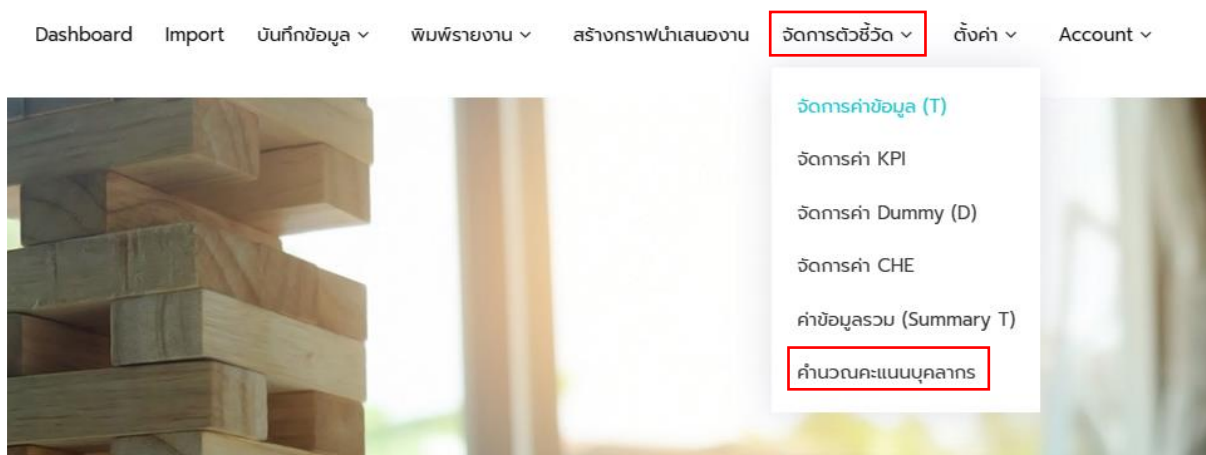 Dashboard Import บันทึกข้อมูล พิมพ์รายงาน สร้างกราฟนำเสนองาน จัดการตัวชี้วัด ตั้งค่า Account
จัดการค่าข้อมูล (T)
จัดการค่า KPI
จัดการค่า Dummy (D)
จัดการค่า CHE
ค่าข้อมูลรวม (Summary T)
คำนวณคะแนนบุคลากร